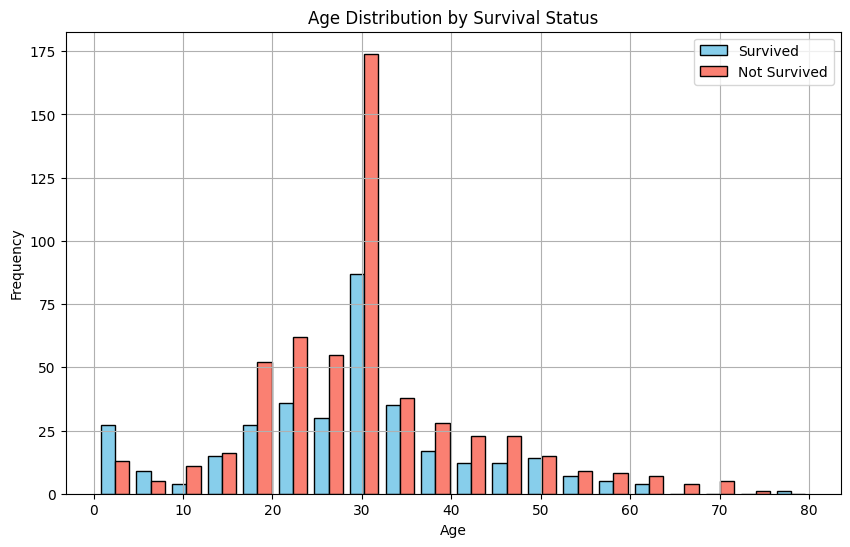 Age Distribution by Survival Status
Survived
Not Survived
175
150
125
100
75
50
25
0
Frequency
0 10 20 30 40 50 60 70 80
Age